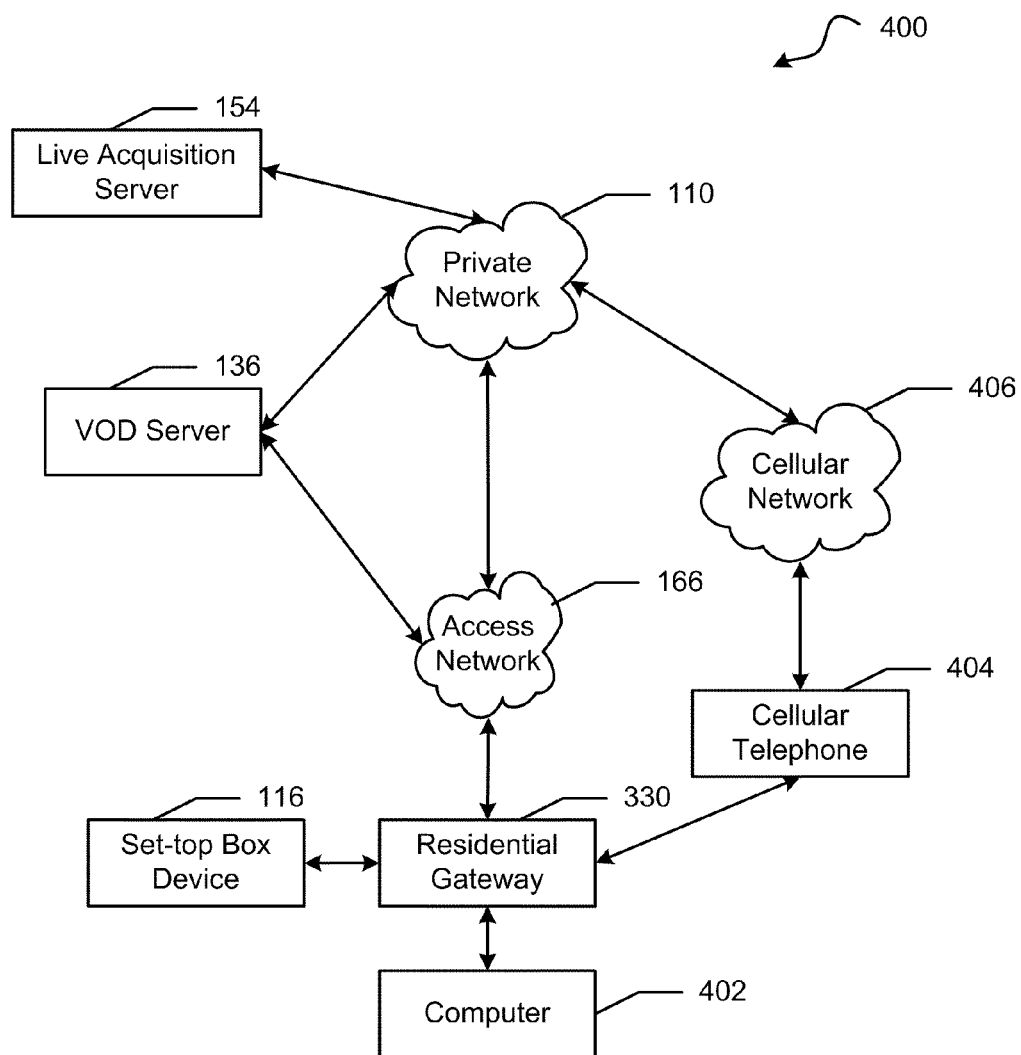 400
154
Live Acquisition
Server
110
Private
Network
136
VOD Server
406
Cellular
Network
166
Access
Network
404
Cellular
Telephone
116
Set-top Box
Device
330
Residential
Gateway
402
Computer